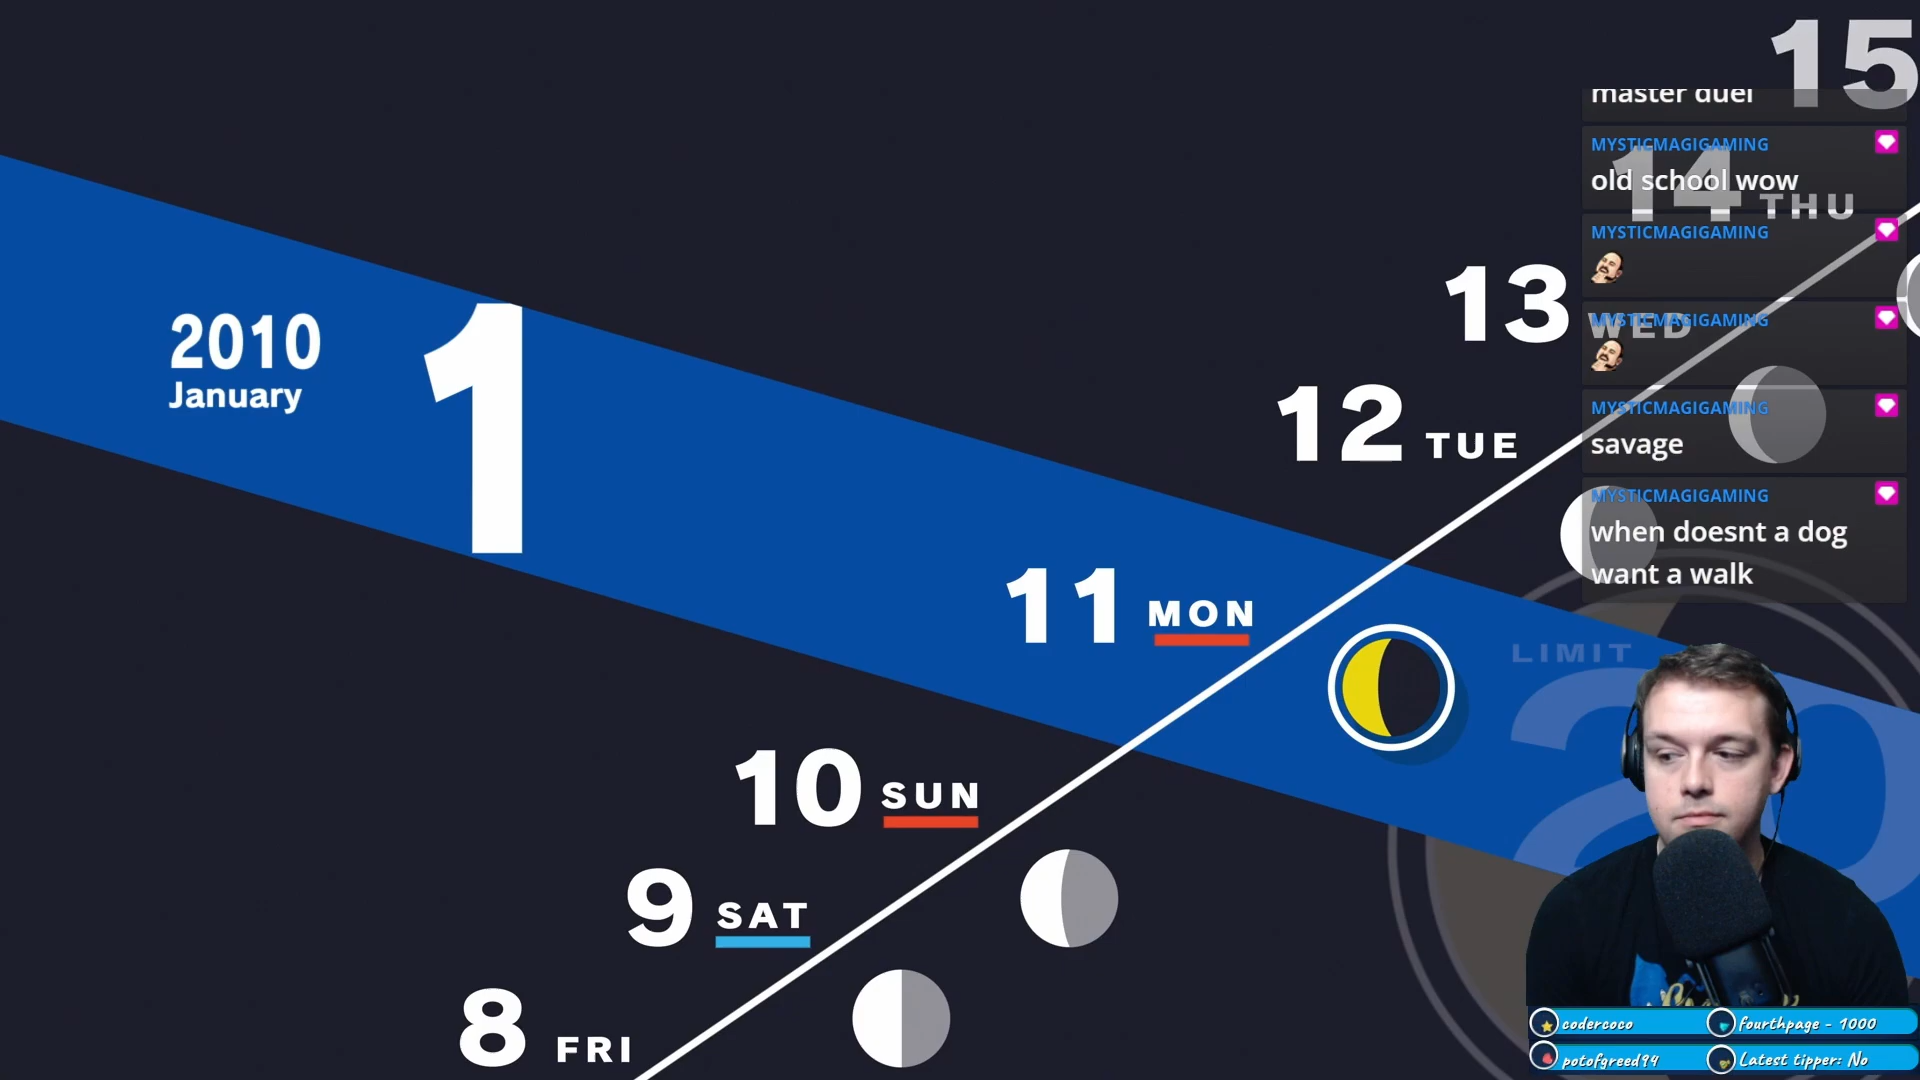 15
master duel
MYSTICMAGIGAMING
old school wow
14 THU
MYSTICMAGIGAMING
13 WED
MYSTICMAGIGAMING
2010
January
1
12 TUE
MYSTICMAGIGAMING
savage
MYSTICMAGIGAMING
when doesnt a dog
want a walk
11 MON
LIMIT
20
10 SUN
9 SAT
8 FRI
codercoco
fourthpage - 1000
potofgreed94
Latest tipper: No